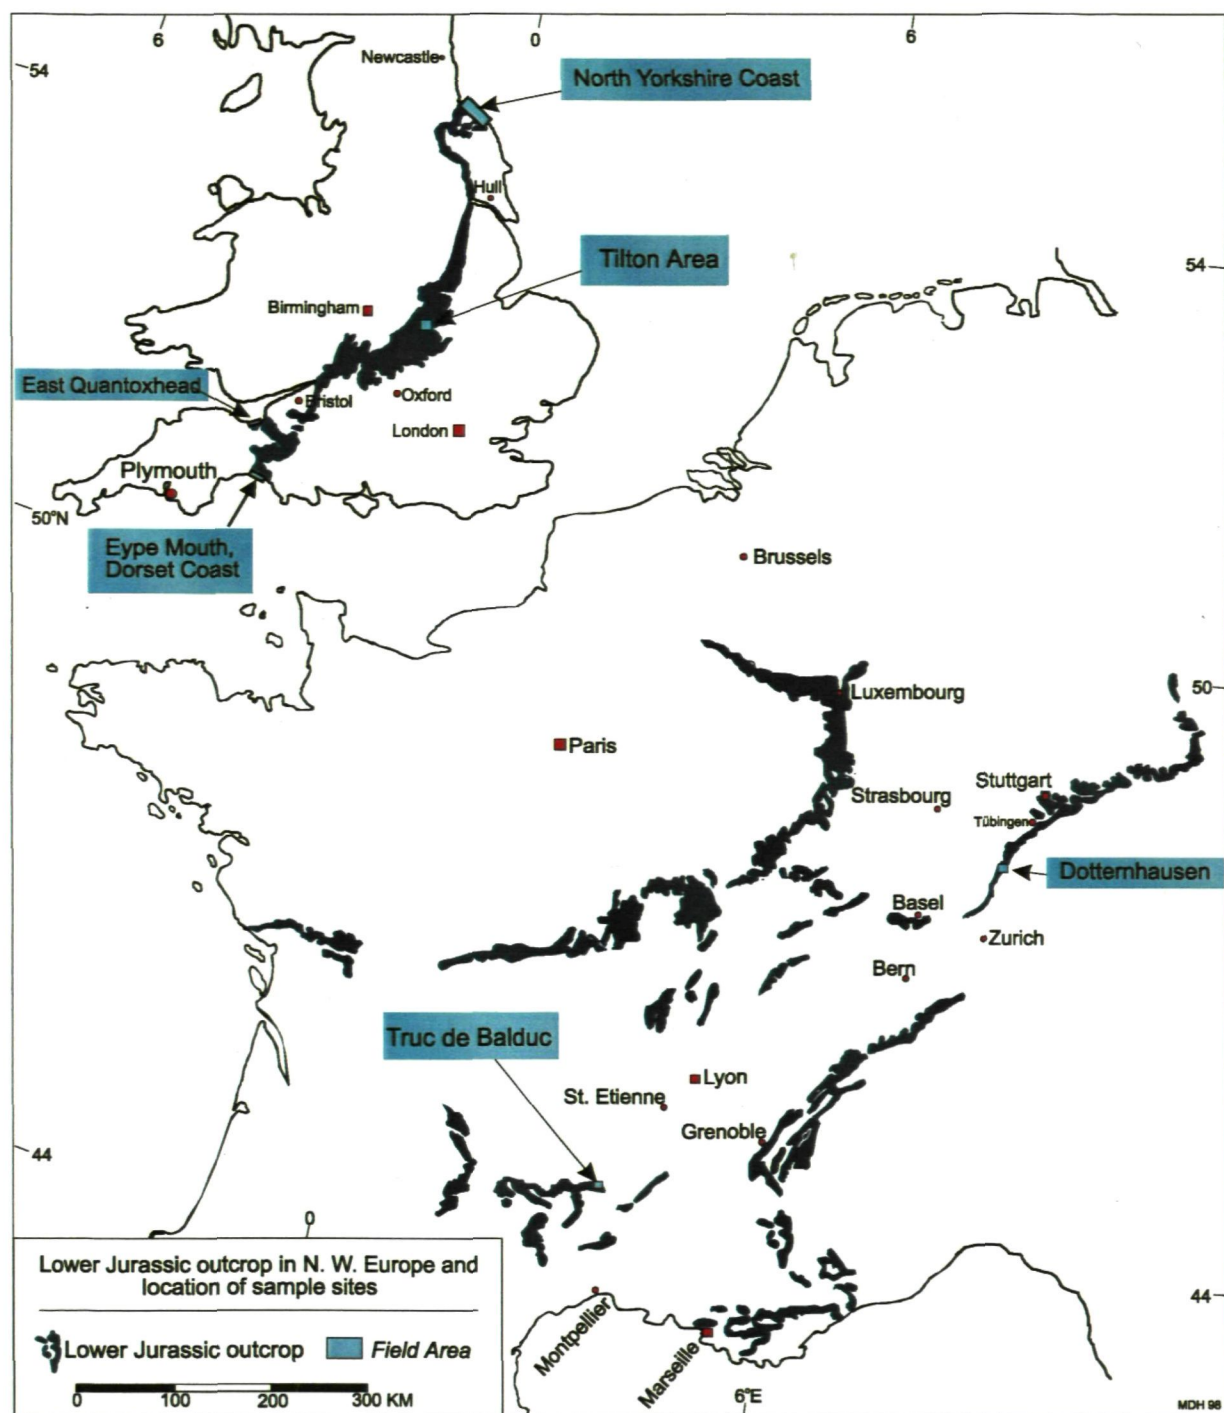 6
0
6
54
Newcastle
North Yorkshire Coast
Hull
Tilton Area
54
Birmingham
East Quantoxhead
Bristol
Oxford
London
Plymouth
50°N
Eype Mouth,
Dorset Coast
Brussels
50
Luxembourg
Paris
Stuttgart
Strasbourg
Tübingen
Dotternhausen
Basel
Zurich
Bern
Truc de Balduc
Lyon
St. Etienne
Grenoble
44
0
Lower Jurassic outcrop in N. W. Europe and
location of sample sites
Lower Jurassic outcrop
Field Area
0 100 200 300 KM
44
Montpellier
Marseille
6°E
MDH 98